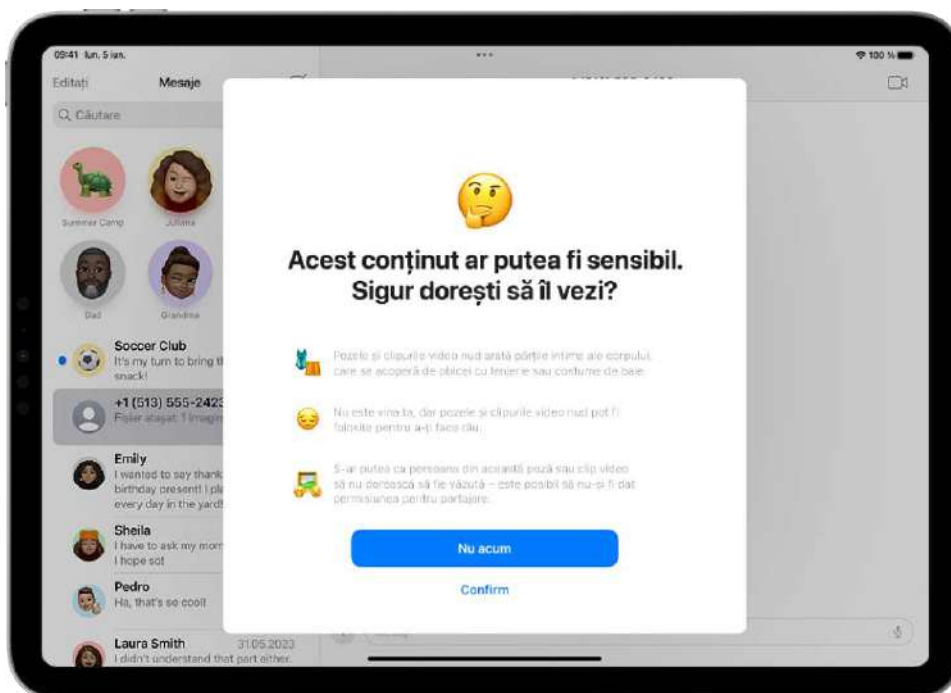 09:41 lun. 5 iun.
100 %
Editați
Mesaje
Căutare
Summer Camp
Juliana
Dad
Grandma
Soccer Club
It's my turn to bring th
snack!
+1 (513) 555-2423
Fișier atașat: 1 imagin
Emily
I wanted to say thank
birthday present! I pla
every day in the yard!
Sheila
I have to ask my mom
I hope so!
Pedro
Ha, that's so cool!
Laura Smith
31.05.2023
I didn't understand that part either.
Acest conținut ar putea fi sensibil.
Sigur dorești să îl vezi?
Pozele și clipurile video nud arată părțile intime ale corpului,
care se acoperă de obicei cu lenjerie sau costume de baie.
Nu este vina ta, dar pozele și clipurile video nud pot fi
folosite pentru a-ți face rău.
S-ar putea ca persoana din această poză sau clip video
să nu dorească să fie văzută – este posibil să nu-și fi dat
permisiunea pentru partajare.
Nu acum
Confirm